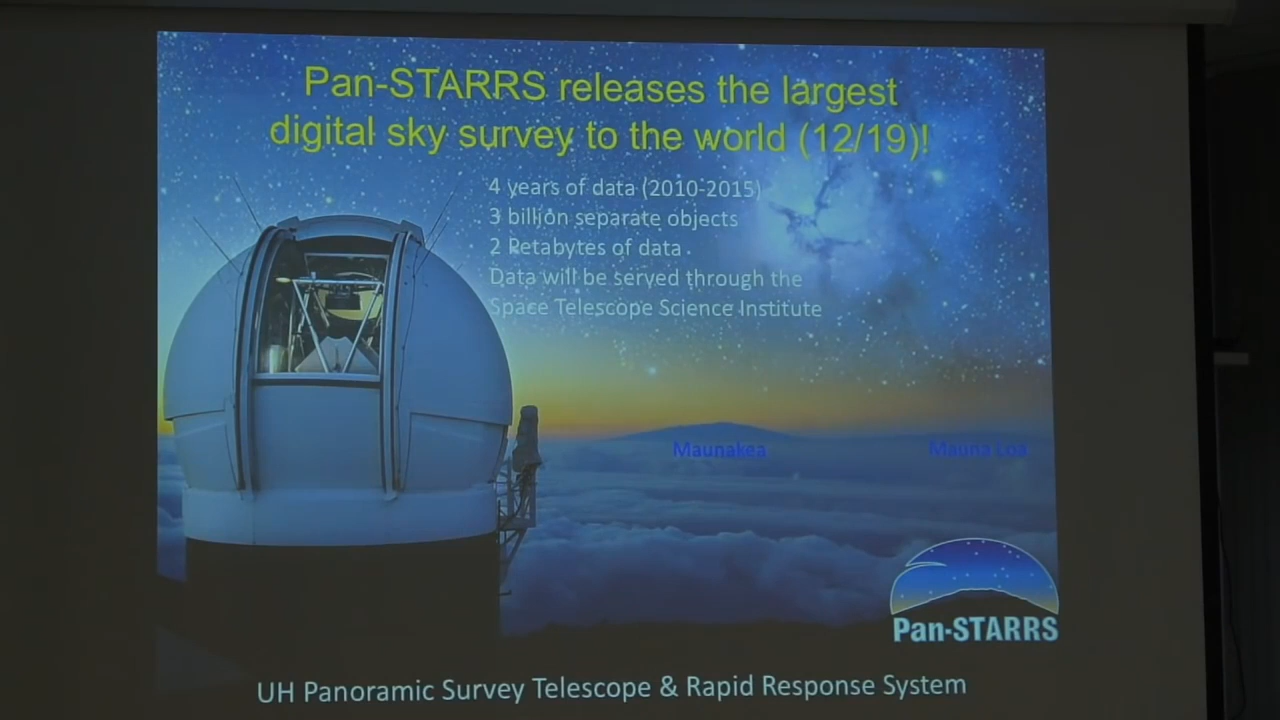 Pan-STARRS releases the largest
digital sky survey to the world (12/19)!
4 years of data (2010-2015)
3 billion separate objects
2 Petabytes of data
Data will be served through the
Space Telescope Science Institute
Maunakea
Mauna Loa
Pan-STARRS
UH Panoramic Survey Telescope & Rapid Response System